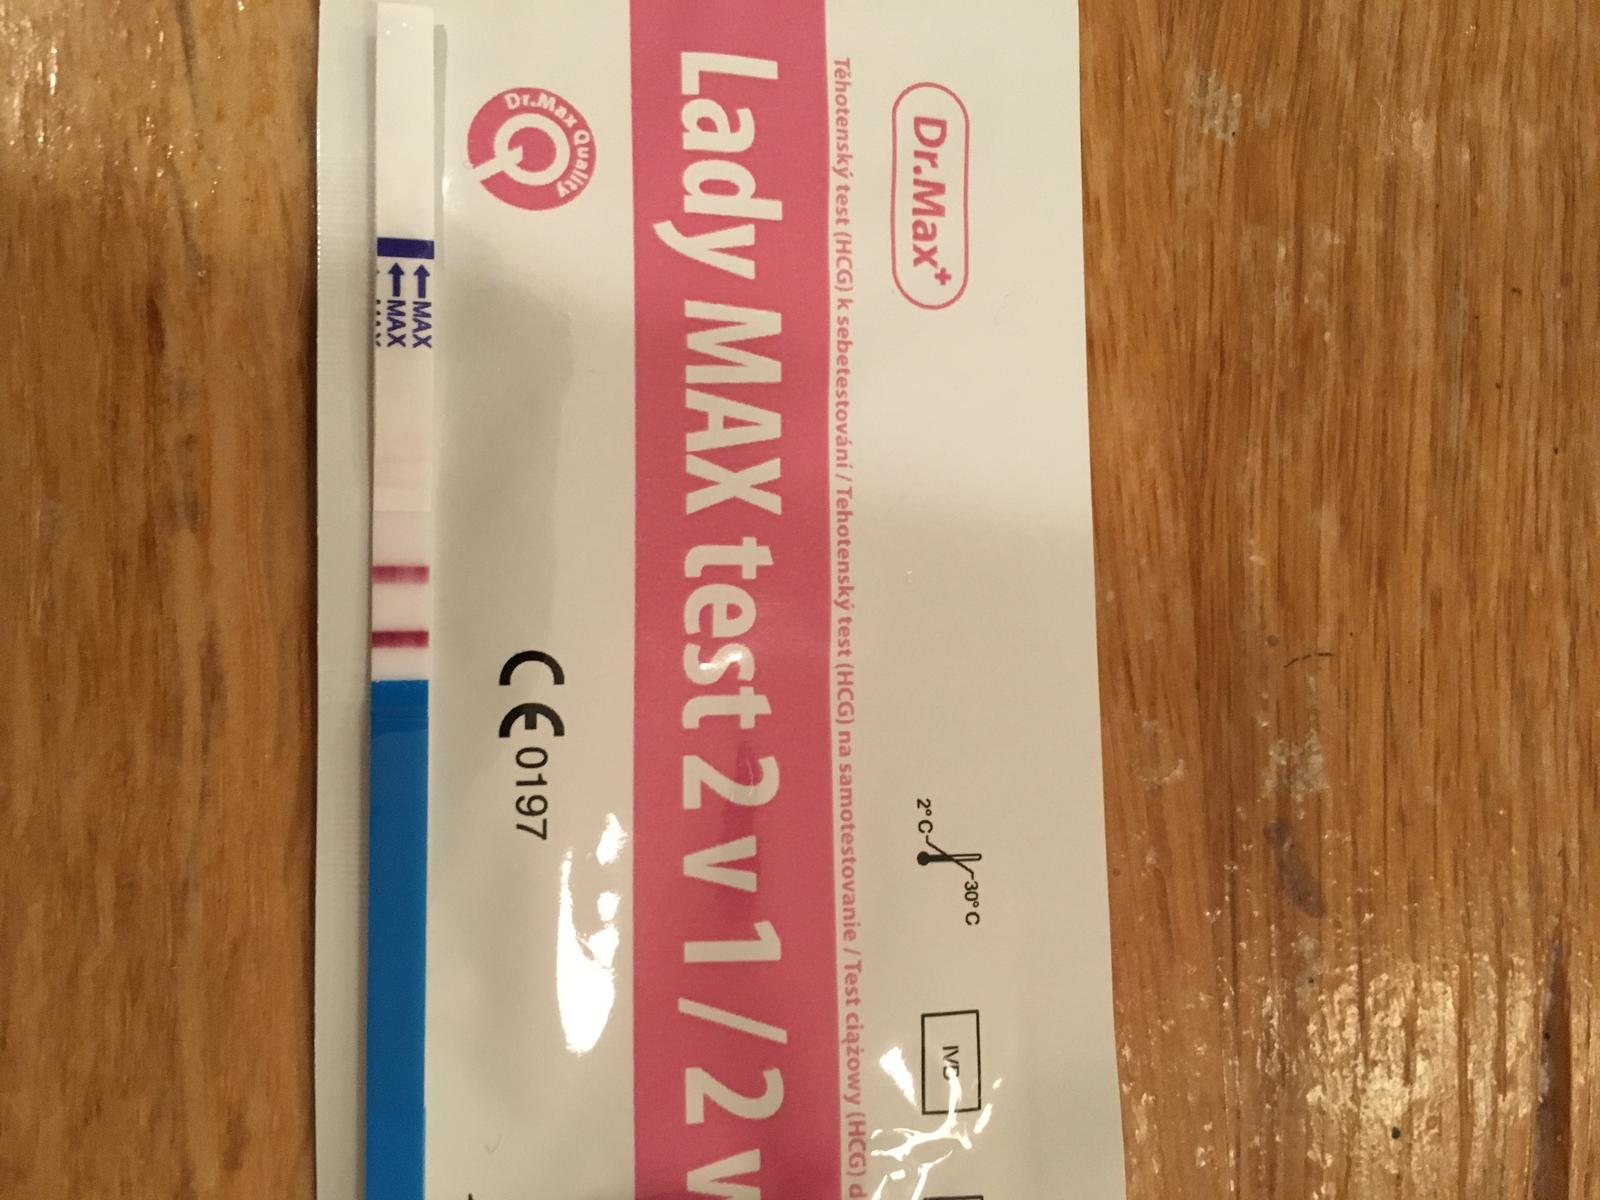 Dr.Max+
Těhotenský test (HCG) k sebetestování / Tehotenský test (HCG) na samotestovanie / Test ciążowy (HCG) d
Lady MAX test 2 v 1 / 2 v
Dr.Max Quality
2°C
30°C
IVD
CE 0197
MAX
MAX